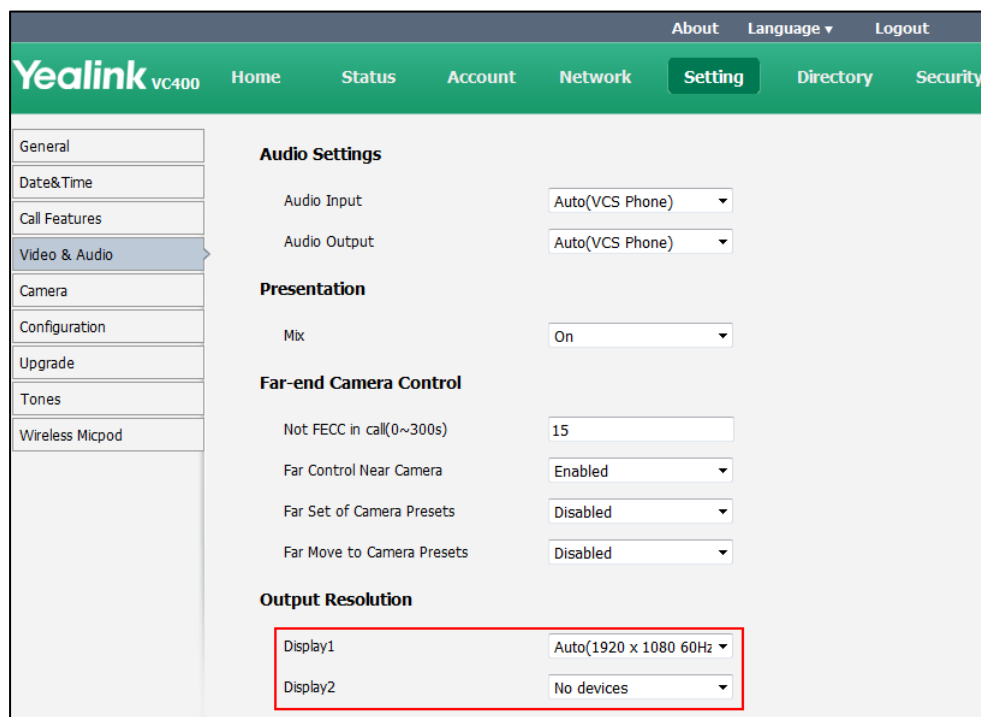 About Language ▾ Logout
Yealink VC400 Home Status Account Network Setting Directory Security
General
Date&Time
Call Features
Video & Audio
Camera
Configuration
Upgrade
Tones
Wireless Micpod
Audio Settings
Audio Input Auto(VCS Phone)
Audio Output Auto(VCS Phone)
Presentation
Mix On
Far-end Camera Control
Not FECC in call(0~300s) 15
Far Control Near Camera Enabled
Far Set of Camera Presets Disabled
Far Move to Camera Presets Disabled
Output Resolution
Display1 Auto(1920 x 1080 60Hz
Display2 No devices